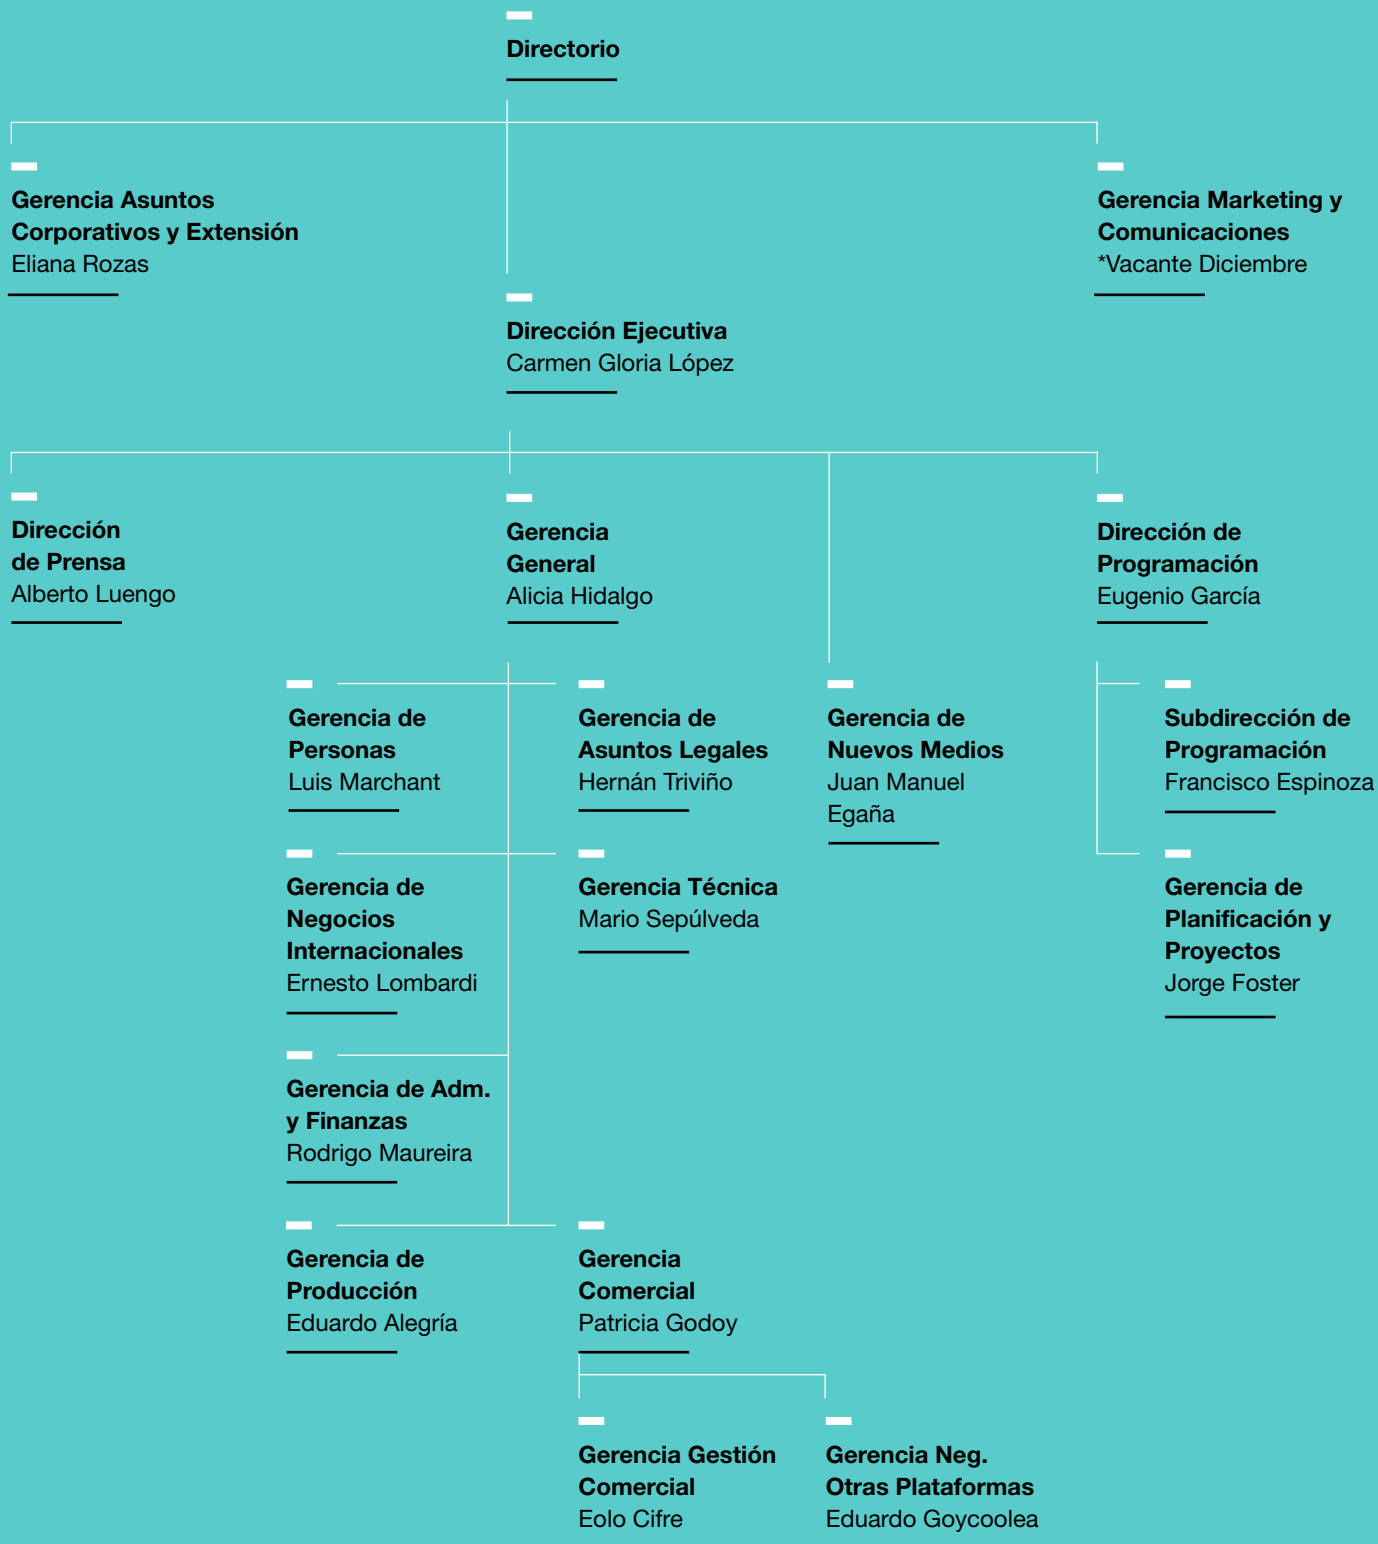 Directorio
Gerencia Asuntos
Corporativos y Extensión
Eliana Rozas
Gerencia Marketing y
Comunicaciones
*Vacante Diciembre
Dirección Ejecutiva
Carmen Gloria López
Dirección
de Prensa
Alberto Luengo
Gerencia
General
Alicia Hidalgo
Dirección de
Programación
Eugenio García
Gerencia de
Personas
Luis Marchant
Gerencia de
Asuntos Legales
Hernán Triviño
Gerencia de
Nuevos Medios
Juan Manuel
Egaña
Subdirección de
Programación
Francisco Espinoza
Gerencia de
Negocios
Internacionales
Ernesto Lombardi
Gerencia Técnica
Mario Sepúlveda
Gerencia de
Planificación y
Proyectos
Jorge Foster
Gerencia de Adm.
y Finanzas
Rodrigo Maureira
Gerencia de
Producción
Eduardo Alegría
Gerencia
Comercial
Patricia Godoy
Gerencia Gestión
Comercial
Eolo Cifre
Gerencia Neg.
Otras Plataformas
Eduardo Goycoolea